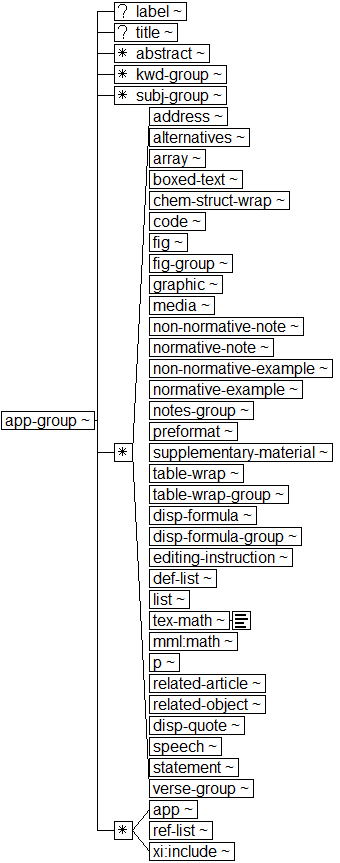 ? label ~
? title ~
* abstract ~
* kwd-group ~
* subj-group ~
address ~
alternatives ~
array ~
boxed-text ~
chem-struct-wrap ~
code ~
fig ~
fig-group ~
graphic ~
media ~
non-normative-note ~
normative-note ~
non-normative-example ~
normative-example ~
notes-group ~
preformat ~
app-group ~
* supplementary-material ~
table-wrap ~
table-wrap-group ~
disp-formula ~
disp-formula-group ~
editing-instruction ~
def-list ~
list ~
tex-math ~
mml:math ~
p ~
related-article ~
related-object ~
disp-quote ~
speech ~
statement ~
verse-group ~
app ~
* ref-list ~
xi:include ~